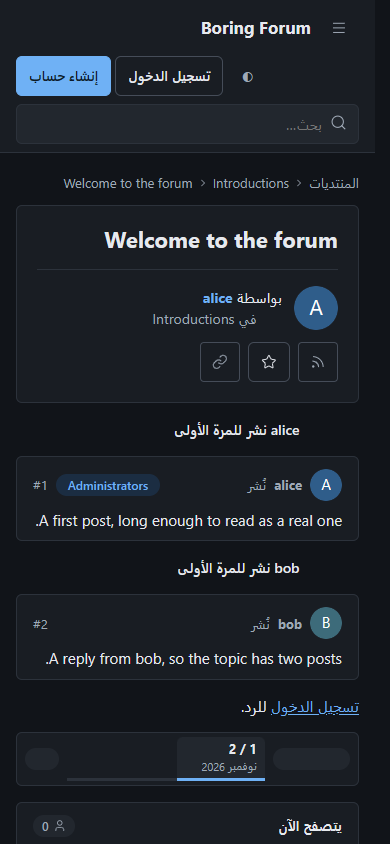 Boring Forum
تسجيل الدخول
إنشاء حساب
بحث...
المنتديات > Introductions > Welcome to the forum
Welcome to the forum
A
بواسطة alice
في Introductions
alice نشر للمرة الأولى
A alice نُشر Administrators #1
A first post, long enough to read as a real one.
bob نشر للمرة الأولى
B bob نُشر #2
A reply from bob, so the topic has two posts.
تسجيل الدخول للرد.
1 / 2
نوفمبر 2026
يتصفح الآن
0